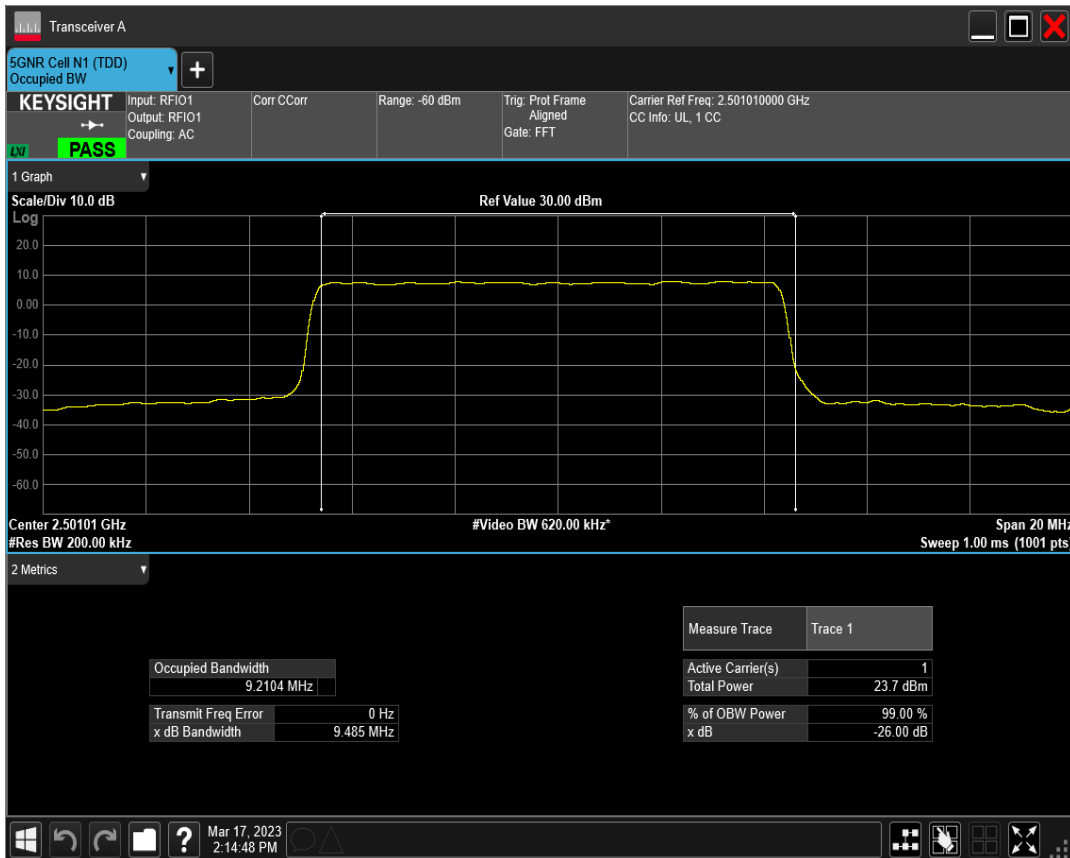 Transceiver A
5GNR Cell N1 (TDD)
Occupied BW
KEYSIGHT
LXI
PASS
Input: RFIO1
Output: RFIO1
Coupling: AC
Corr CCorr
Range: -60 dBm
Trig: Prot Frame
Aligned
Gate: FFT
Carrier Ref Freq: 2.501010000 GHz
CC Info: UL, 1 CC
1 Graph
Scale/Div 10.0 dB
Ref Value 30.00 dBm
Log
20.0
10.0
0.00
-10.0
-20.0
-30.0
-40.0
-50.0
-60.0
Center 2.50101 GHz
#Video BW 620.00 kHz*
Span 20 MHz
#Res BW 200.00 kHz
Sweep 1.00 ms (1001 pts)
2 Metrics
Measure Trace
Trace 1
Occupied Bandwidth
9.2104 MHz
Active Carrier(s)
1
Total Power
23.7 dBm
Transmit Freq Error
0 Hz
x dB Bandwidth
9.485 MHz
% of OBW Power
99.00 %
x dB
-26.00 dB
?
Mar 17, 2023
2:14:48 PM